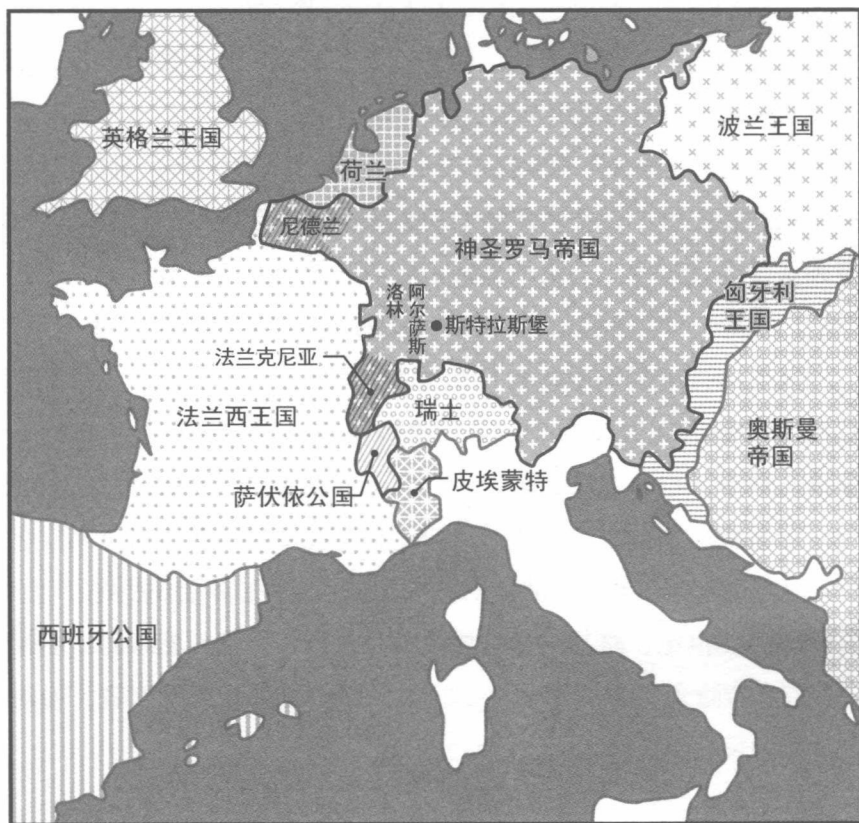 英格兰王国
荷兰
波兰王国
尼德兰
神圣罗马帝国
匈牙利
王国
洛林
阿尔萨斯
斯特拉斯堡
法兰克尼亚
法兰西王国
瑞士
奥斯曼
帝国
萨伏依公国
皮埃蒙特
西班牙公国